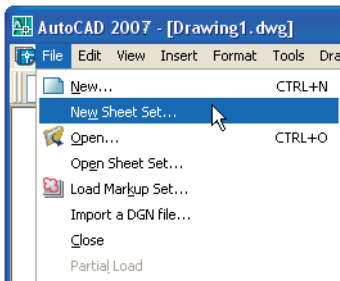 AutoCAD 2007 - [Drawing1.dwg]
File Edit View Insert Format Tools Dra
New... CTRL+N
New Sheet Set...
Open... CTRL+O
Open Sheet Set...
Load Markup Set...
Import a DGN file...
Close
Partial Load